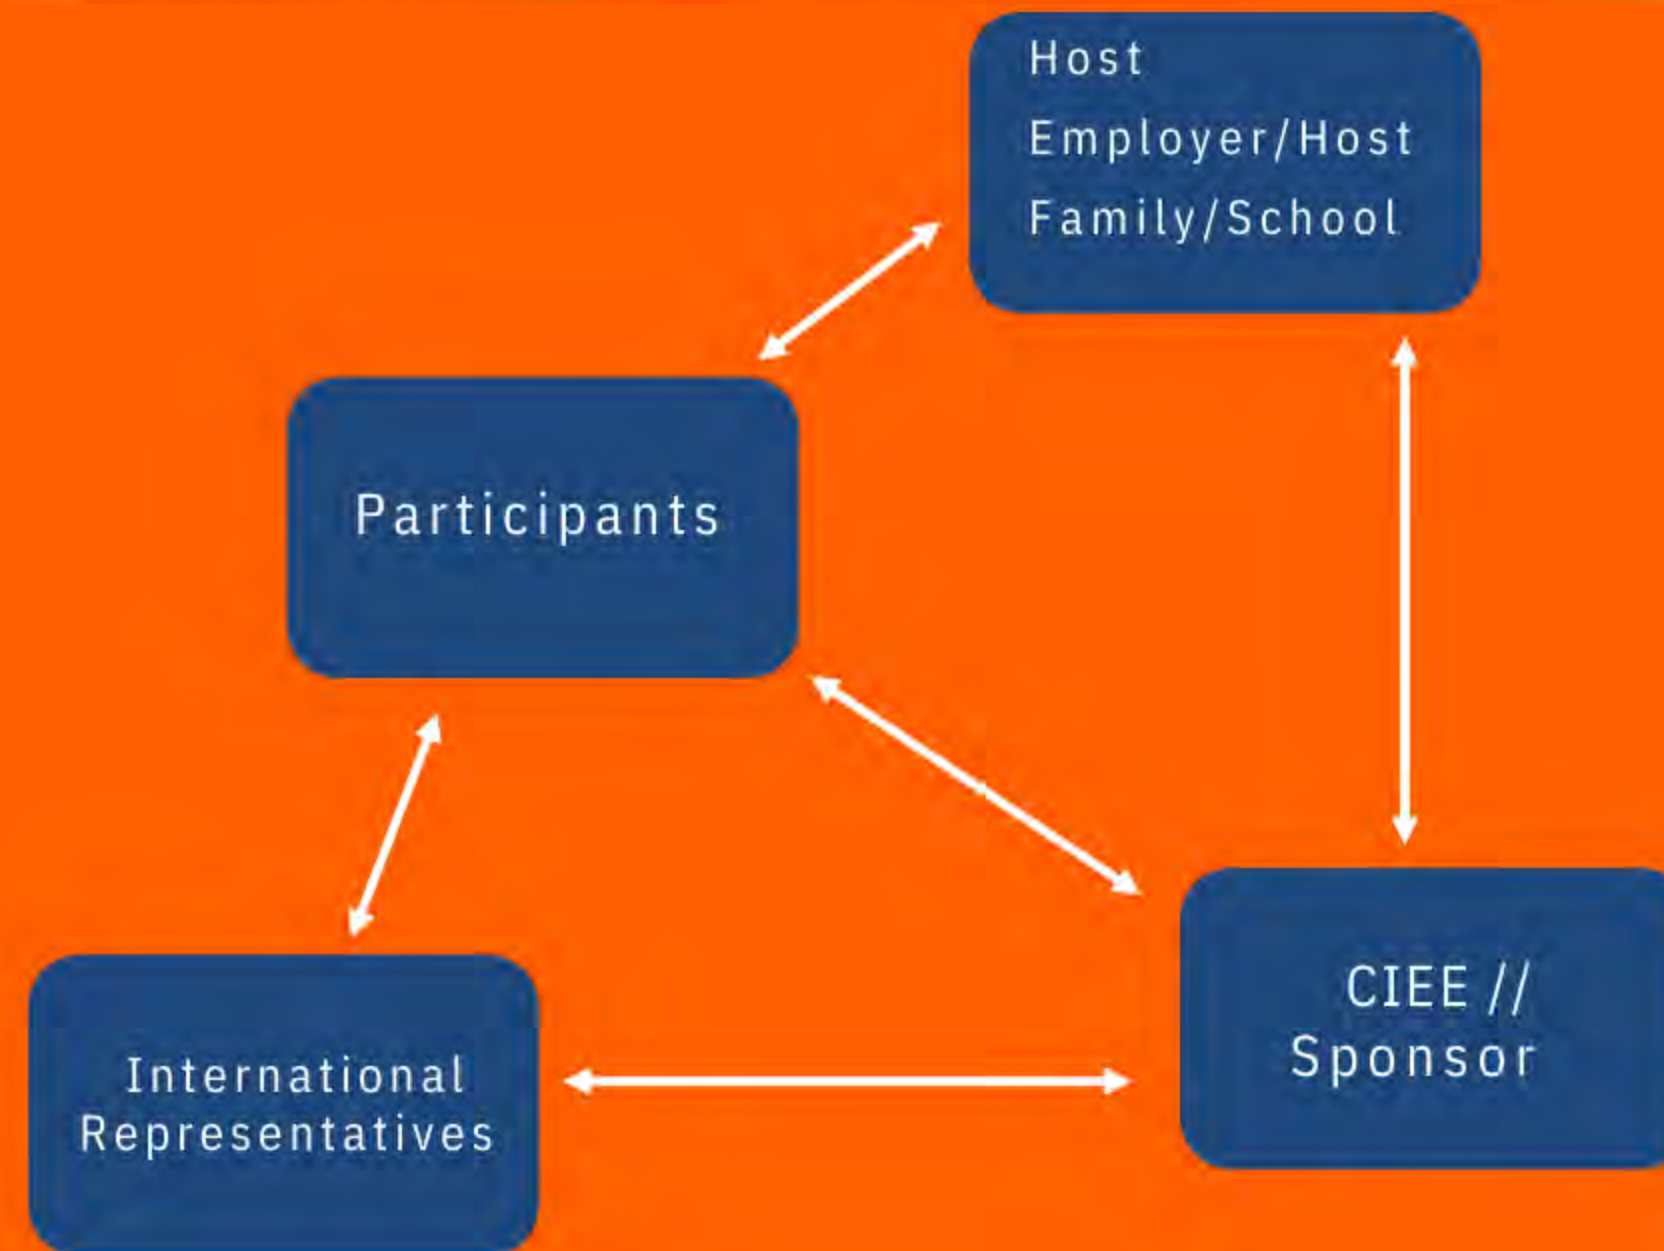 Host
Employer/Host
Family/School
Participants
CIEE //
Sponsor
International
Representatives